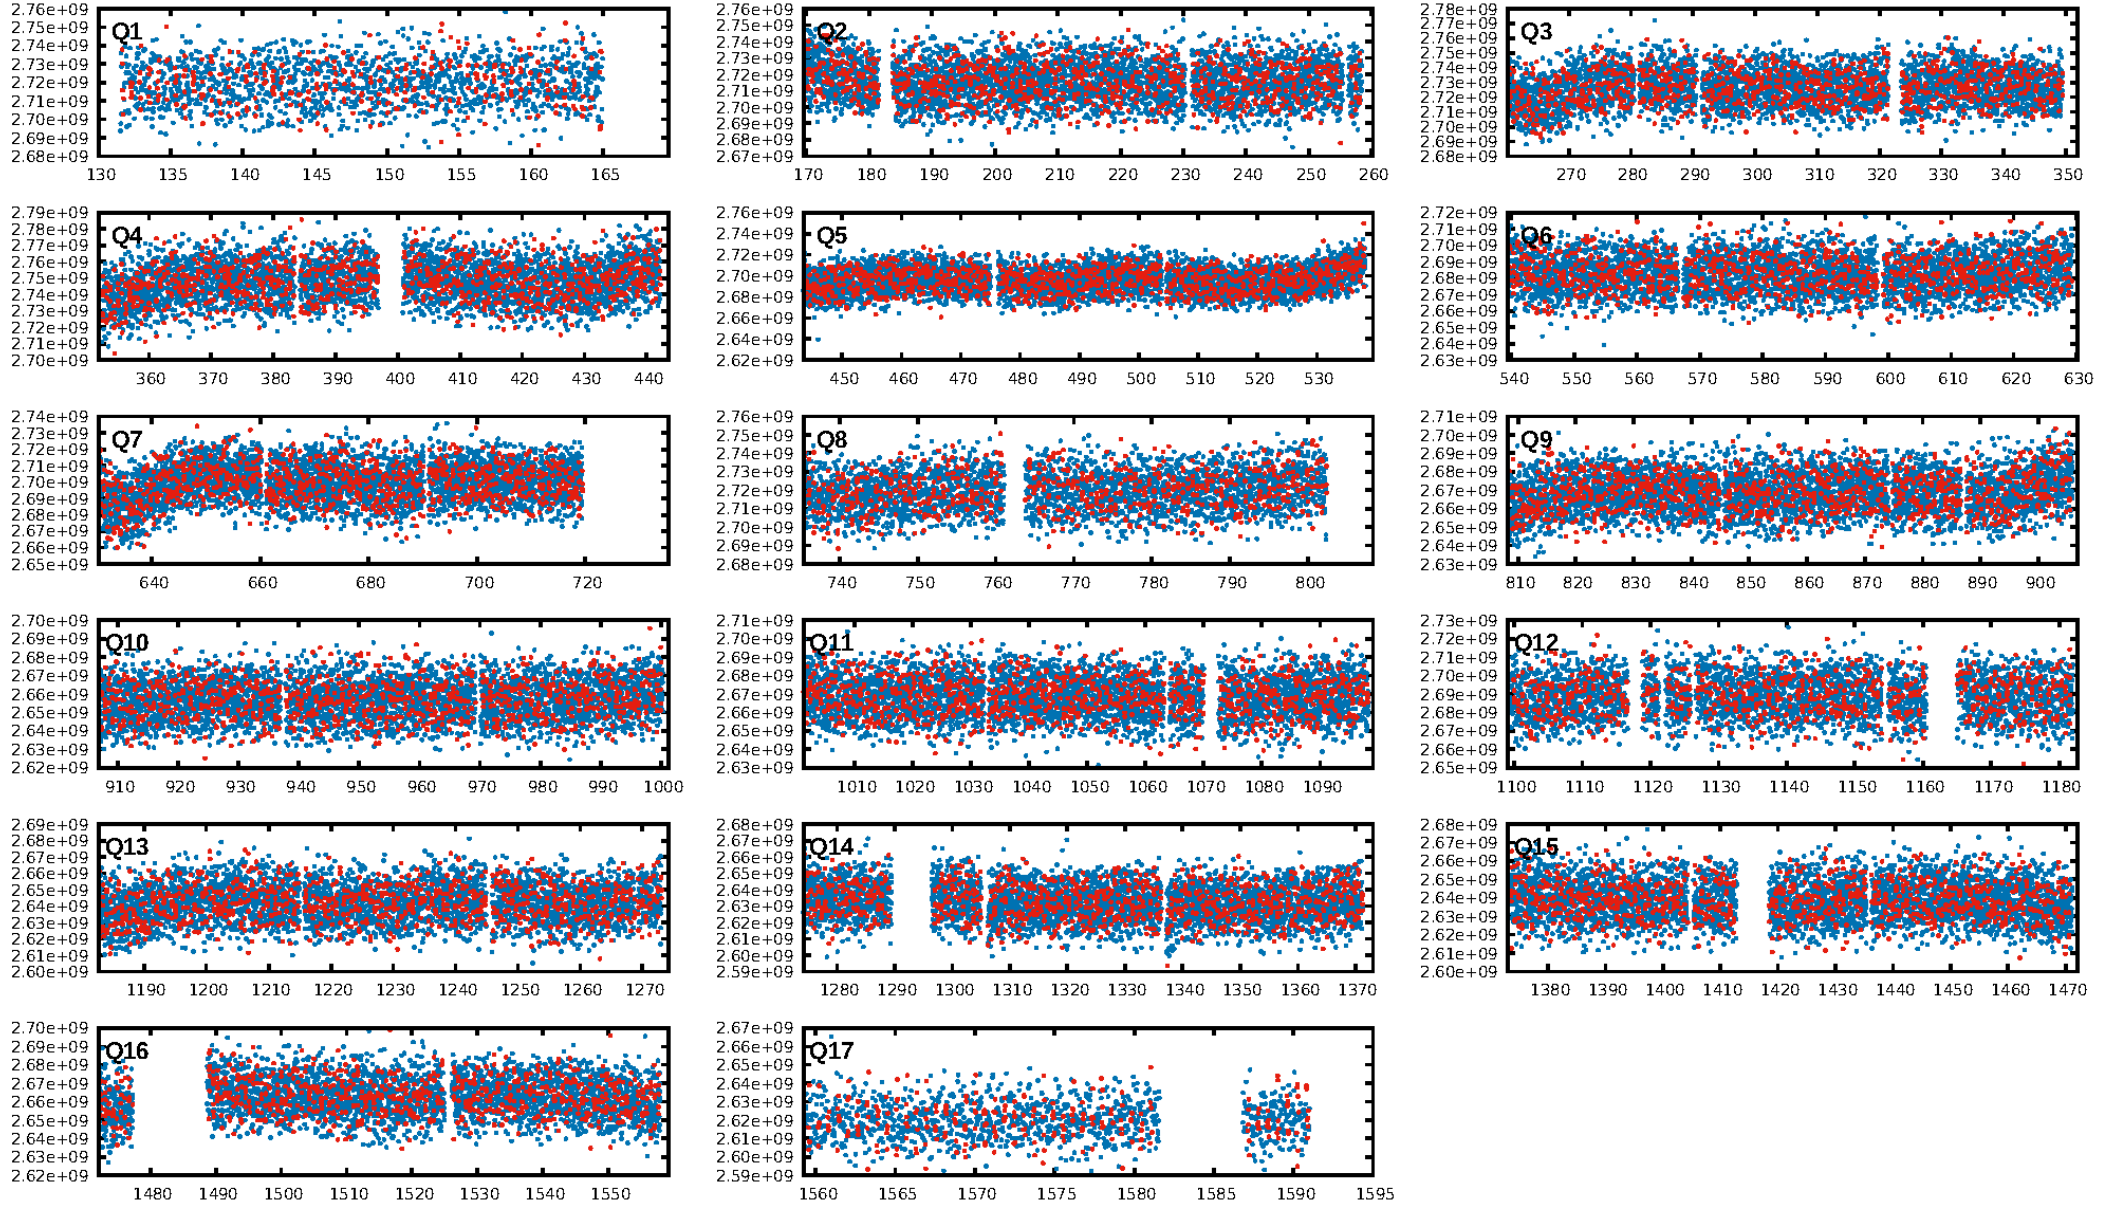 2.76e+09
2.75e+09
2.74e+09
2.73e+09
2.72e+09
2.71e+09
2.70e+09
2.69e+09
2.68e+09
Q1
130 135 140 145 150 155 160 165
2.76e+09
2.75e+09
2.74e+09
2.73e+09
2.72e+09
2.71e+09
2.70e+09
2.69e+09
2.68e+09
2.67e+09
Q2
170 180 190 200 210 220 230 240 250 260
2.78e+09
2.77e+09
2.76e+09
2.75e+09
2.74e+09
2.73e+09
2.72e+09
2.71e+09
2.70e+09
2.69e+09
2.68e+09
Q3
270 280 290 300 310 320 330 340 350
2.79e+09
2.78e+09
2.77e+09
2.76e+09
2.75e+09
2.74e+09
2.73e+09
2.72e+09
2.71e+09
2.70e+09
Q4
360 370 380 390 400 410 420 430 440
2.76e+09
2.74e+09
2.72e+09
2.70e+09
2.68e+09
2.66e+09
2.64e+09
2.62e+09
Q5
450 460 470 480 490 500 510 520 530
2.72e+09
2.71e+09
2.70e+09
2.69e+09
2.68e+09
2.67e+09
2.66e+09
2.65e+09
2.64e+09
2.63e+09
Q6
540 550 560 570 580 590 600 610 620 630
2.74e+09
2.73e+09
2.72e+09
2.71e+09
2.70e+09
2.69e+09
2.68e+09
2.67e+09
2.66e+09
2.65e+09
Q7
640 660 680 700 720
2.76e+09
2.75e+09
2.74e+09
2.73e+09
2.72e+09
2.71e+09
2.70e+09
2.69e+09
2.68e+09
Q8
740 750 760 770 780 790 800
2.71e+09
2.70e+09
2.69e+09
2.68e+09
2.67e+09
2.66e+09
2.65e+09
2.64e+09
2.63e+09
Q9
810 820 830 840 850 860 870 880 890 900
2.70e+09
2.69e+09
2.68e+09
2.67e+09
2.66e+09
2.65e+09
2.64e+09
2.63e+09
2.62e+09
Q10
910 920 930 940 950 960 970 980 990 1000
2.71e+09
2.70e+09
2.69e+09
2.68e+09
2.67e+09
2.66e+09
2.65e+09
2.64e+09
2.63e+09
Q11
1010 1020 1030 1040 1050 1060 1070 1080 1090
2.73e+09
2.72e+09
2.71e+09
2.70e+09
2.69e+09
2.68e+09
2.67e+09
2.66e+09
2.65e+09
Q12
1100 1110 1120 1130 1140 1150 1160 1170 1180
2.69e+09
2.68e+09
2.67e+09
2.66e+09
2.65e+09
2.64e+09
2.63e+09
2.62e+09
2.61e+09
2.60e+09
Q13
1190 1200 1210 1220 1230 1240 1250 1260 1270
2.68e+09
2.67e+09
2.66e+09
2.65e+09
2.64e+09
2.63e+09
2.62e+09
2.61e+09
2.60e+09
2.59e+09
Q14
1280 1290 1300 1310 1320 1330 1340 1350 1360 1370
2.68e+09
2.67e+09
2.66e+09
2.65e+09
2.64e+09
2.63e+09
2.62e+09
2.61e+09
2.60e+09
Q15
1380 1390 1400 1410 1420 1430 1440 1450 1460 1470
2.70e+09
2.69e+09
2.68e+09
2.67e+09
2.66e+09
2.65e+09
2.64e+09
2.63e+09
2.62e+09
Q16
1480 1490 1500 1510 1520 1530 1540 1550
2.67e+09
2.66e+09
2.65e+09
2.64e+09
2.63e+09
2.62e+09
2.61e+09
2.60e+09
2.59e+09
Q17
1560 1565 1570 1575 1580 1585 1590 1595